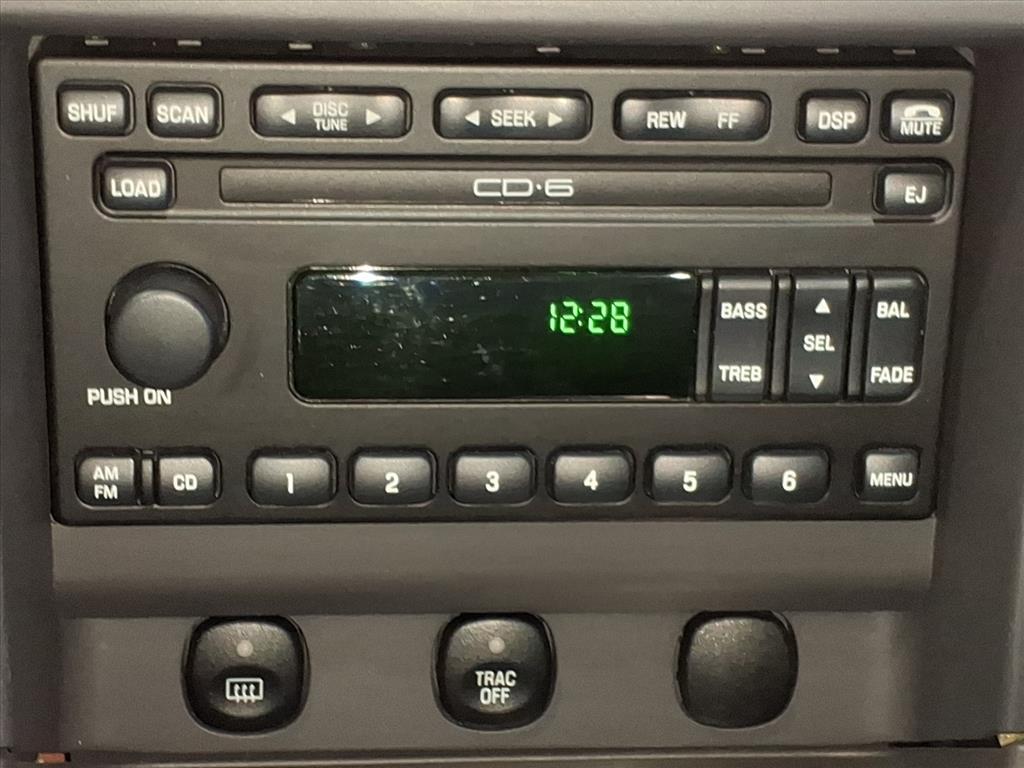 SHUF
SCAN
DISC
TUNE
SEEK
REW FF
DSP
MUTE
LOAD
CD·6
EJ
12:28
BASS
SEL
BAL
TREB
FADE
PUSH ON
AM
FM
CD
1
2
3
4
5
6
MENU
TRAC
OFF